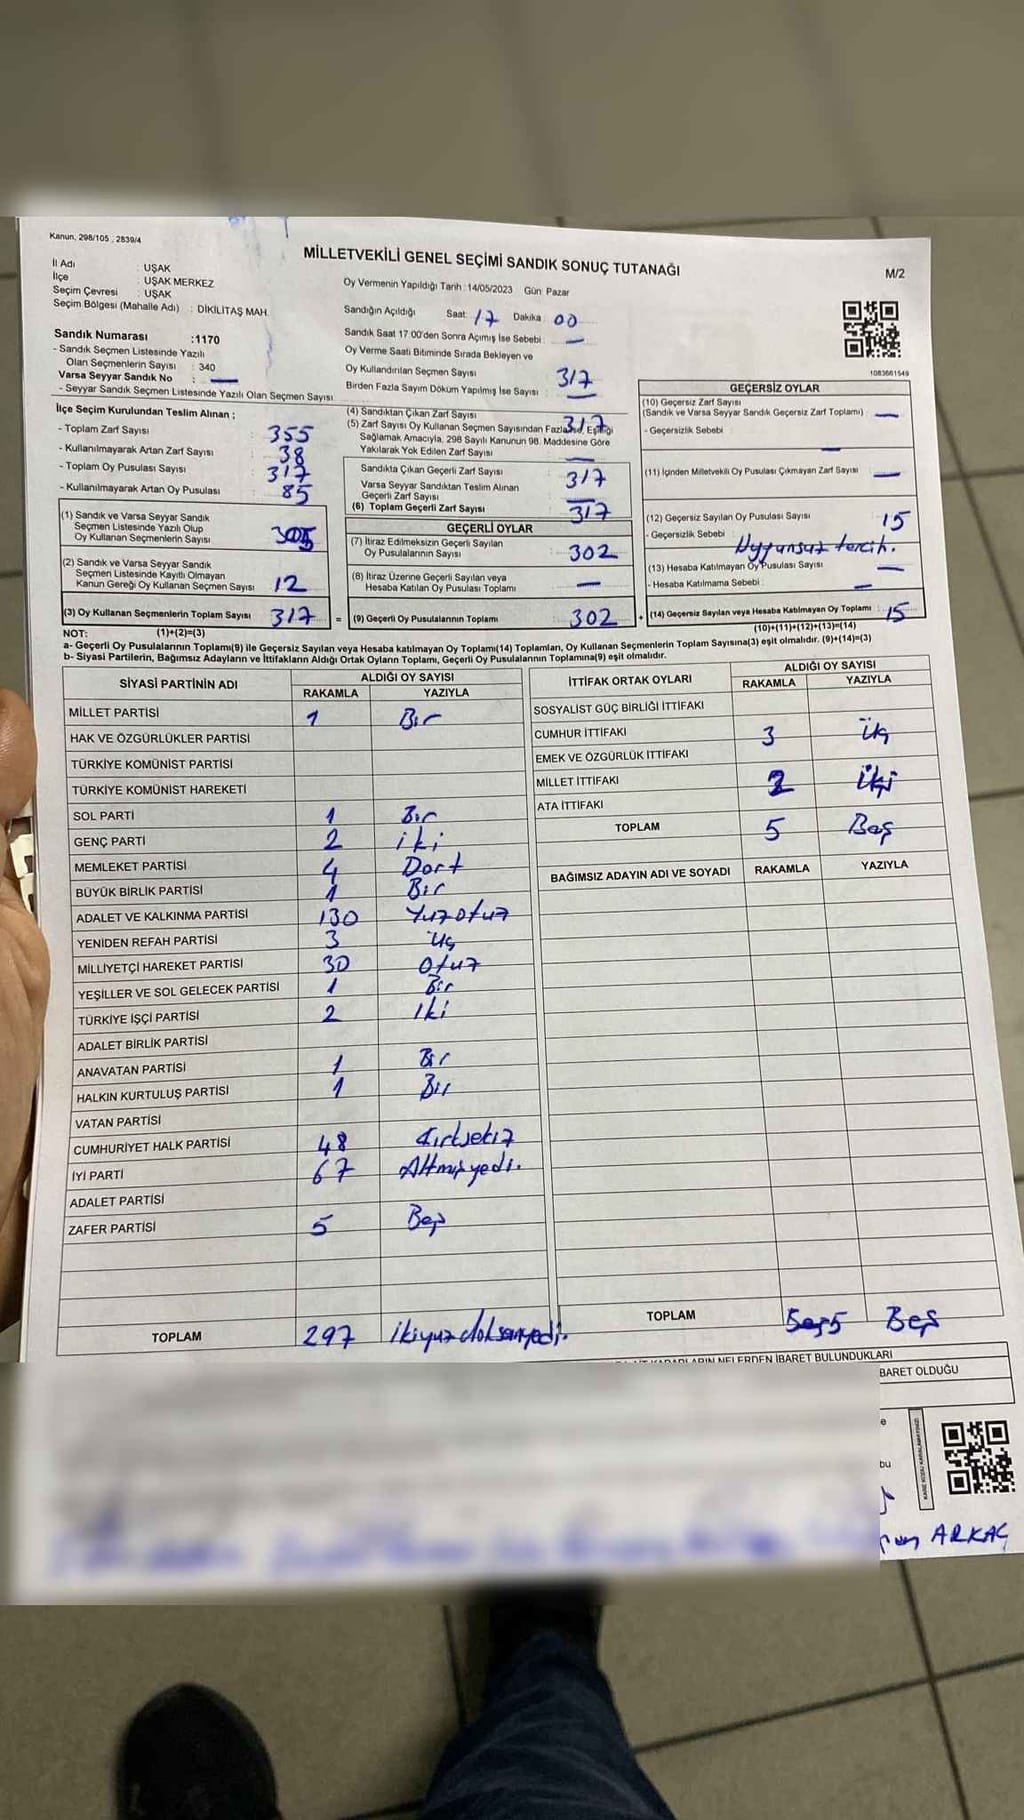 Kanun, 298/105 , 2839/4
MİLLETVEKİLİ GENEL SEÇİMİ SANDIK SONUÇ TUTANAĞI
M/2
İl Adı : UŞAK
İlçe : UŞAK MERKEZ
Seçim Çevresi : UŞAK
Seçim Bölgesi (Mahalle Adı) : DİKİLİTAŞ MAH.
Oy Vermenin Yapıldığı Tarih :14/05/2023 Gün: Pazar
Sandığın Açıldığı Saat: 17 Dakika: 00
Sandık Saat 17:00'den Sonra Açımış İse Sebebi : —
Oy Verme Saati Bitiminde Sırada Bekleyen ve
Oy Kullandırılan Seçmen Sayısı : 317
Birden Fazla Sayım Döküm Yapılmış İse Sayısı : —
Sandık Numarası :1170
- Sandık Seçmen Listesinde Yazılı
Olan Seçmenlerin Sayısı : 340
Varsa Seyyar Sandık No : —
- Seyyar Sandık Seçmen Listesinde Yazılı Olan Seçmen Sayısı
1083661549
İlçe Seçim Kurulundan Teslim Alınan ;
- Toplam Zarf Sayısı : 355
- Kullanılmayarak Artan Zarf Sayısı : 38
- Toplam Oy Pusulası Sayısı : 317
- Kullanılmayarak Artan Oy Pusulası : 85
(1) Sandık ve Varsa Seyyar Sandık
Seçmen Listesinde Yazılı Olup
Oy Kullanan Seçmenlerin Sayısı : 305
(2) Sandık ve Varsa Seyyar Sandık
Seçmen Listesinde Kayıtlı Olmayan
Kanun Gereği Oy Kullanan Seçmen Sayısı : 12
(3) Oy Kullanan Seçmenlerin Toplam Sayısı : 317
(4) Sandıktan Çıkan Zarf Sayısı : 317
(5) Zarf Sayısı Oy Kullanan Seçmen Sayısından Fazla İse, Eşitliği
Sağlamak Amacıyla, 298 Sayılı Kanunun 98. Maddesine Göre
Yakılarak Yok Edilen Zarf Sayısı : —
Sandıkta Çıkan Geçerli Zarf Sayısı : 317
Varsa Seyyar Sandıktan Teslim Alınan
Geçerli Zarf Sayısı : —
(6) Toplam Geçerli Zarf Sayısı : 317
GEÇERLİ OYLAR
(7) İtiraz Edilmeksizin Geçerli Sayılan
Oy Pusulalarının Sayısı : 302
(8) İtiraz Üzerine Geçerli Sayılan veya
Hesaba Katılan Oy Pusulası Toplamı : —
= (9) Geçerli Oy Pusulalarının Toplamı : 302
GEÇERSİZ OYLAR
(10) Geçersiz Zarf Sayısı
(Sandık ve Varsa Seyyar Sandık Geçersiz Zarf Toplamı) : —
- Geçersizlik Sebebi : —
(11) İçinden Milletvekili Oy Pusulası Çıkmayan Zarf Sayısı : —
(12) Geçersiz Sayılan Oy Pusulası Sayısı : 15
- Geçersizlik Sebebi : Uygunsuz tercih.
(13) Hesaba Katılmayan Oy Pusulası Sayısı : —
- Hesaba Katılmama Sebebi : —
+ (14) Geçersiz Sayılan veya Hesaba Katılmayan Oy Toplamı : 15
NOT: (1)+(2)=(3)
(10)+(11)+(12)+(13)=(14)
a- Geçerli Oy Pusulalarının Toplamı(9) ile Geçersiz Sayılan veya Hesaba katılmayan Oy Toplamı(14) Toplamları, Oy Kullanan Seçmenlerin Toplam Sayısına(3) eşit olmalıdır. (9)+(14)=(3)
b- Siyasi Partilerin, Bağımsız Adayların ve İttifakların Aldığı Ortak Oyların Toplamı, Geçerli Oy Pusulalarının Toplamına(9) eşit olmalıdır.
SİYASİ PARTİNİN ADI ALDIĞI OY SAYISI
RAKAMLA YAZIYLA
MİLLET PARTİSİ 1 Bir
HAK VE ÖZGÜRLÜKLER PARTİSİ
TÜRKİYE KOMÜNİST PARTİSİ
TÜRKİYE KOMÜNİST HAREKETİ
SOL PARTİ 1 Bir
GENÇ PARTİ 2 iki
MEMLEKET PARTİSİ 4 Dort
BÜYÜK BİRLİK PARTİSİ 1 Bir
ADALET VE KALKINMA PARTİSİ 130 Yuzotuz
YENİDEN REFAH PARTİSİ 3 üç
MİLLİYETÇİ HAREKET PARTİSİ 30 Otuz
YEŞİLLER VE SOL GELECEK PARTİSİ 1 Bir
TÜRKİYE İŞÇİ PARTİSİ 2 Iki
ADALET BİRLİK PARTİSİ
ANAVATAN PARTİSİ 1 Bir
HALKIN KURTULUŞ PARTİSİ 1 Bir
VATAN PARTİSİ
CUMHURİYET HALK PARTİSİ 48 Kırksekiz
İYİ PARTİ 67 Altmışyedi.
ADALET PARTİSİ
ZAFER PARTİSİ 5 Beş
TOPLAM 297 ikiyuzdoksanyedi.
İTTİFAK ORTAK OYLARI ALDIĞI OY SAYISI
RAKAMLA YAZIYLA
SOSYALİST GÜÇ BİRLİĞİ İTTİFAKI
CUMHUR İTTİFAKI 3 üç
EMEK VE ÖZGÜRLÜK İTTİFAKI
MİLLET İTTİFAKI 2 İki
ATA İTTİFAKI
TOPLAM 5 Beş
BAĞIMSIZ ADAYIN ADI VE SOYADI RAKAMLA YAZIYLA
TOPLAM Beş 5 Beş
NELERDEN İBARET BULUNDUKLARI
BARET OLDUĞU
bu
ARKAÇ